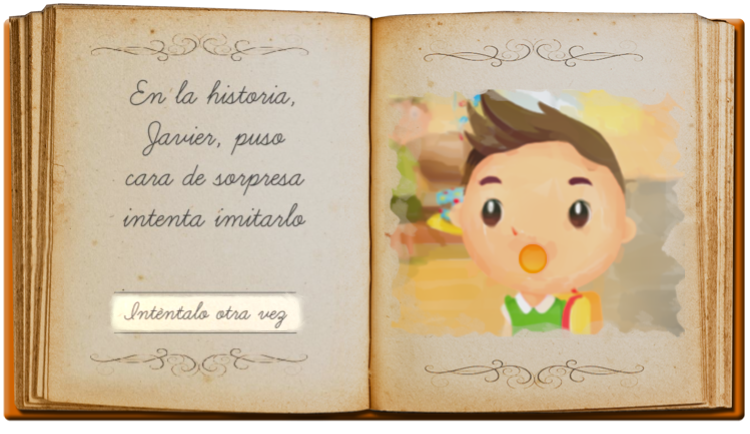 En la historia,
Javier, puso
cara de sorpresa
intenta imitarlo
Inténtalo otra vez